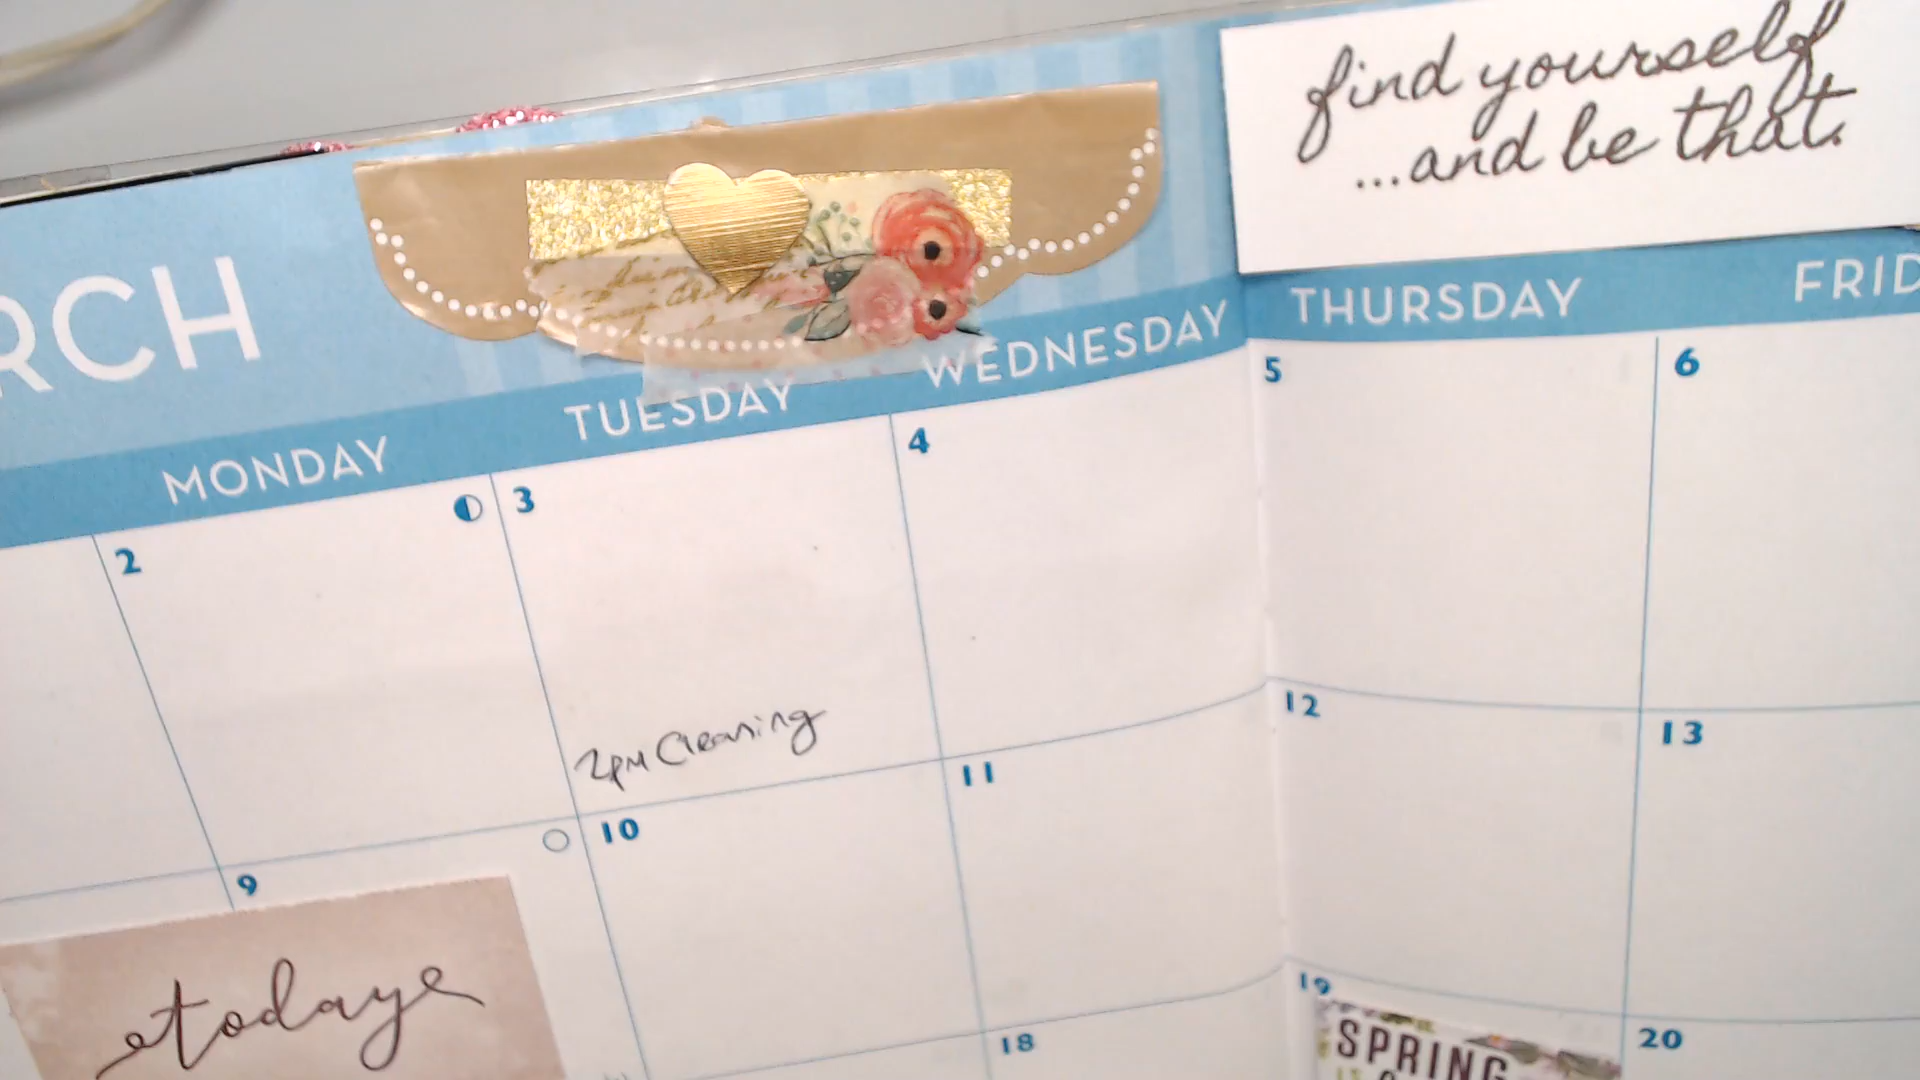 find yourself
...and be that.
RCH
MONDAY
TUESDAY
WEDNESDAY
THURSDAY
FRID
2
3
4
5
6
2PM Cleaning
9
10
11
12
13
today
18
19
20
SPRING